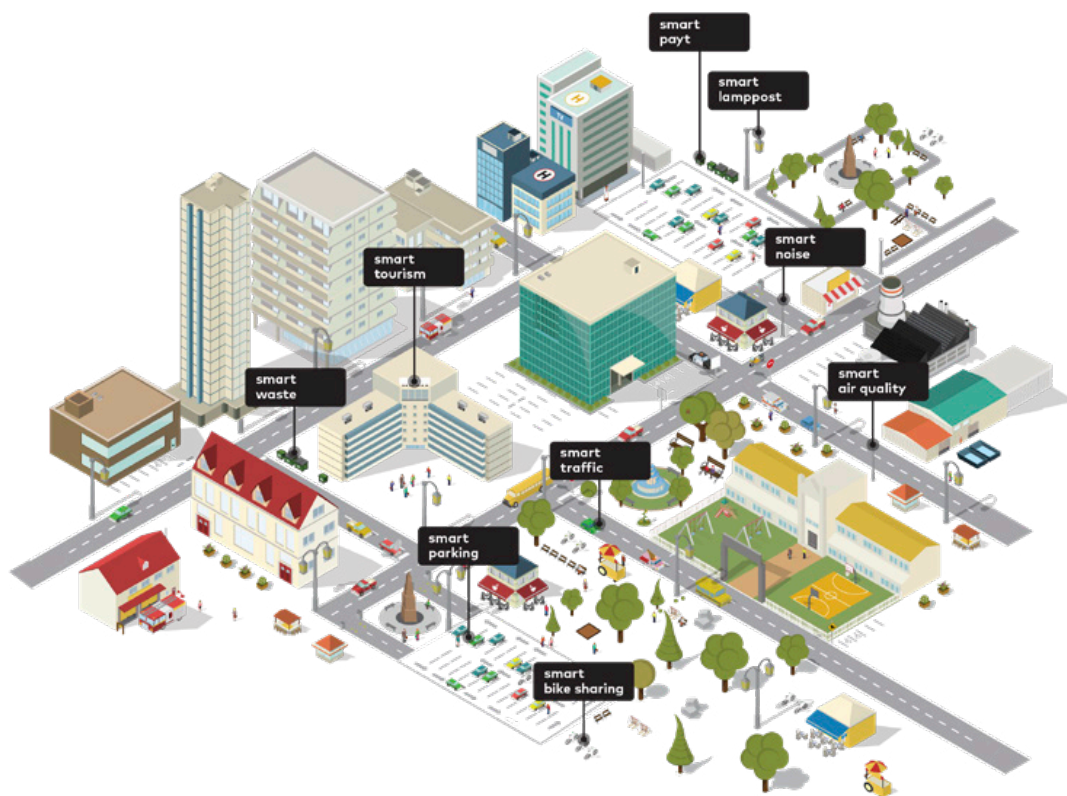 smart
payt
smart
lamppost
smart
noise
smart
tourism
smart
air quality
smart
waste
smart
traffic
smart
parking
smart
bike sharing
H
TV
H